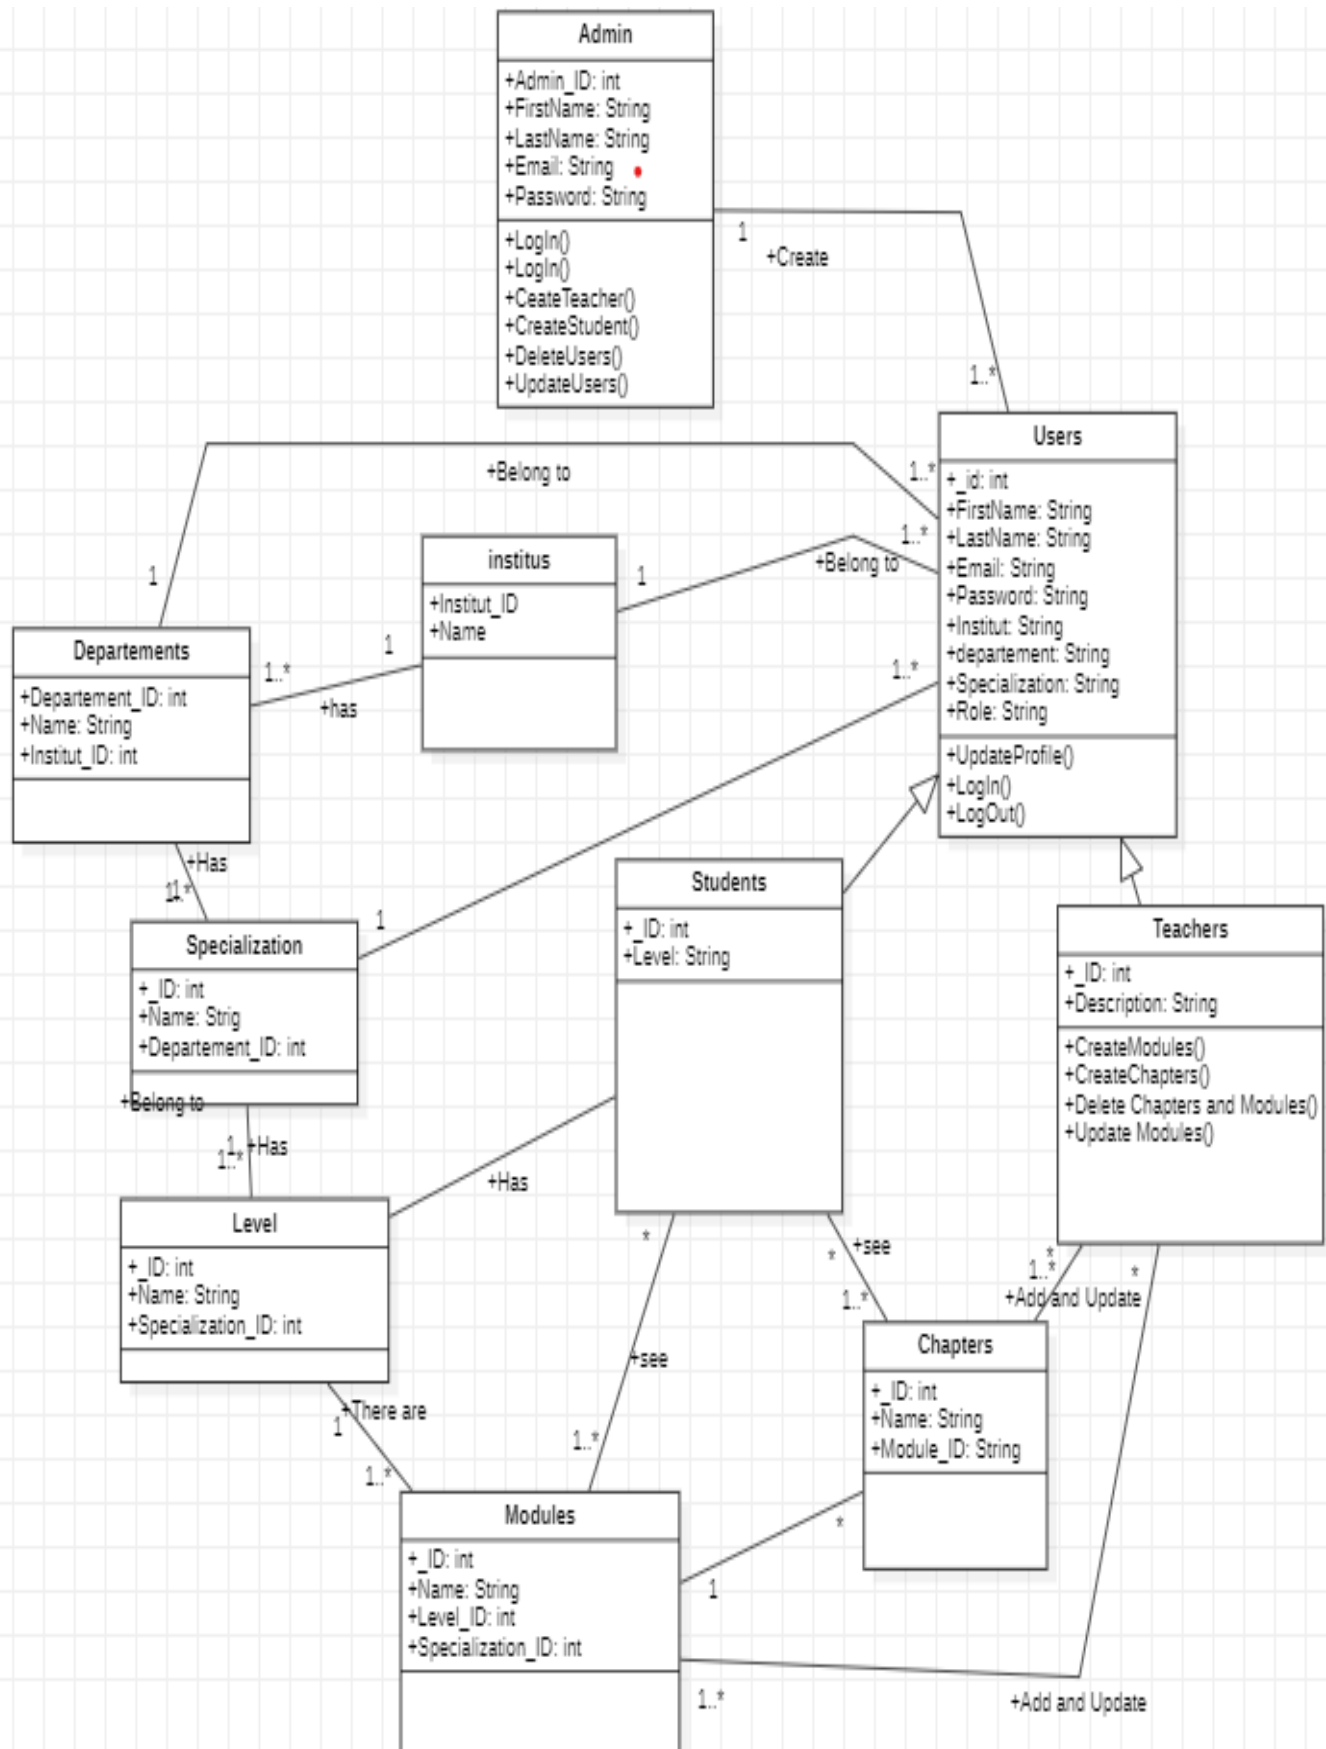 Admin
+Admin_ID: int
+FirstName: String
+LastName: String
+Email: String
+Password: String
+LogIn()
+LogIn()
+CeateTeacher()
+CreateStudent()
+DeleteUsers()
+UpdateUsers()
1
+Create
1..*
Users
+_id: int
+FirstName: String
+LastName: String
+Email: String
+Password: String
+Institut: String
+departement: String
+Specialization: String
+Role: String
+UpdateProfile()
+LogIn()
+LogOut()
+Belong to
1..*
1
institus
+Institut_ID
+Name
1
+Belong to
1..*
Departements
+Departement_ID: int
+Name: String
+Institut_ID: int
1..*
1
+has
1..*
1
+Has
1
1..*
Specialization
+_ID: int
+Name: Strig
+Departement_ID: int
+Belong to
1
+Has
1..*
Students
+_ID: int
+Level: String
Teachers
+_ID: int
+Description: String
+CreateModules()
+CreateChapters()
+Delete Chapters and Modules()
+Update Modules()
+Has
Level
+_ID: int
+Name: String
+Specialization_ID: int
*
+see
1..*
*
+see
1..*
*
1..*
+Add and Update
*
Chapters
+_ID: int
+Name: String
+Module_ID: String
+There are
1
1..*
Modules
+_ID: int
+Name: String
+Level_ID: int
+Specialization_ID: int
*
1
1..*
+Add and Update